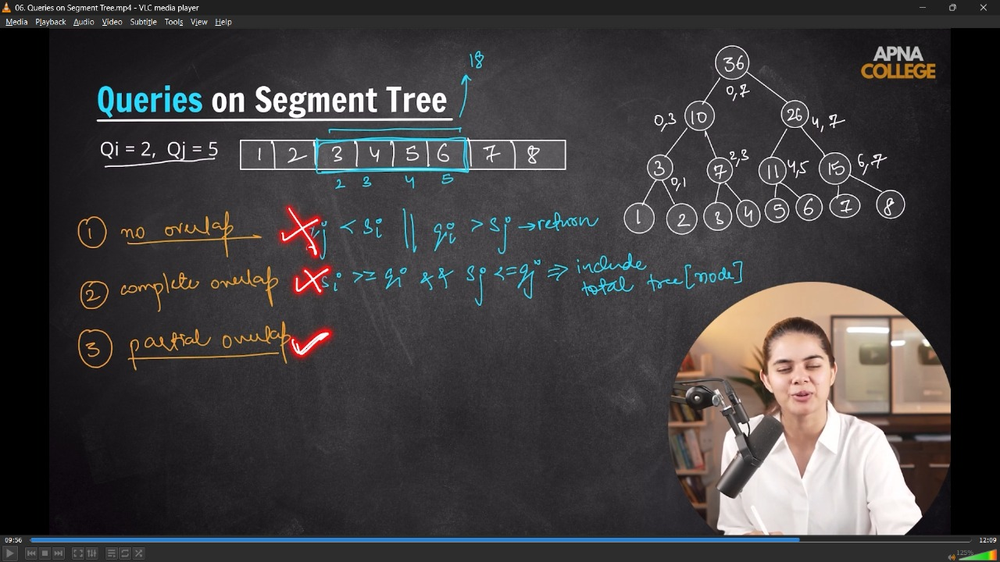 06. Queries on Segment Tree.mp4 - VLC media player
Media Playback Audio Video Subtitle Tools View Help
18
APNA
COLLEGE
Queries on Segment Tree
Qi = 2, Qj = 5
1 2 3 4 5 6 7 8
2 3 4 5
36
0,7
0,3 10 26 4,7
3 0,1 7 2,3 11 4,5 15 6,7
1 2 3 4 5 6 7 8
1 no overlap qj < si || qi > sj → return
2 complete overlap si >= qi && sj <= qj ⇒ include
total tree[node]
3 partial overlap
09:56 12:09
125%